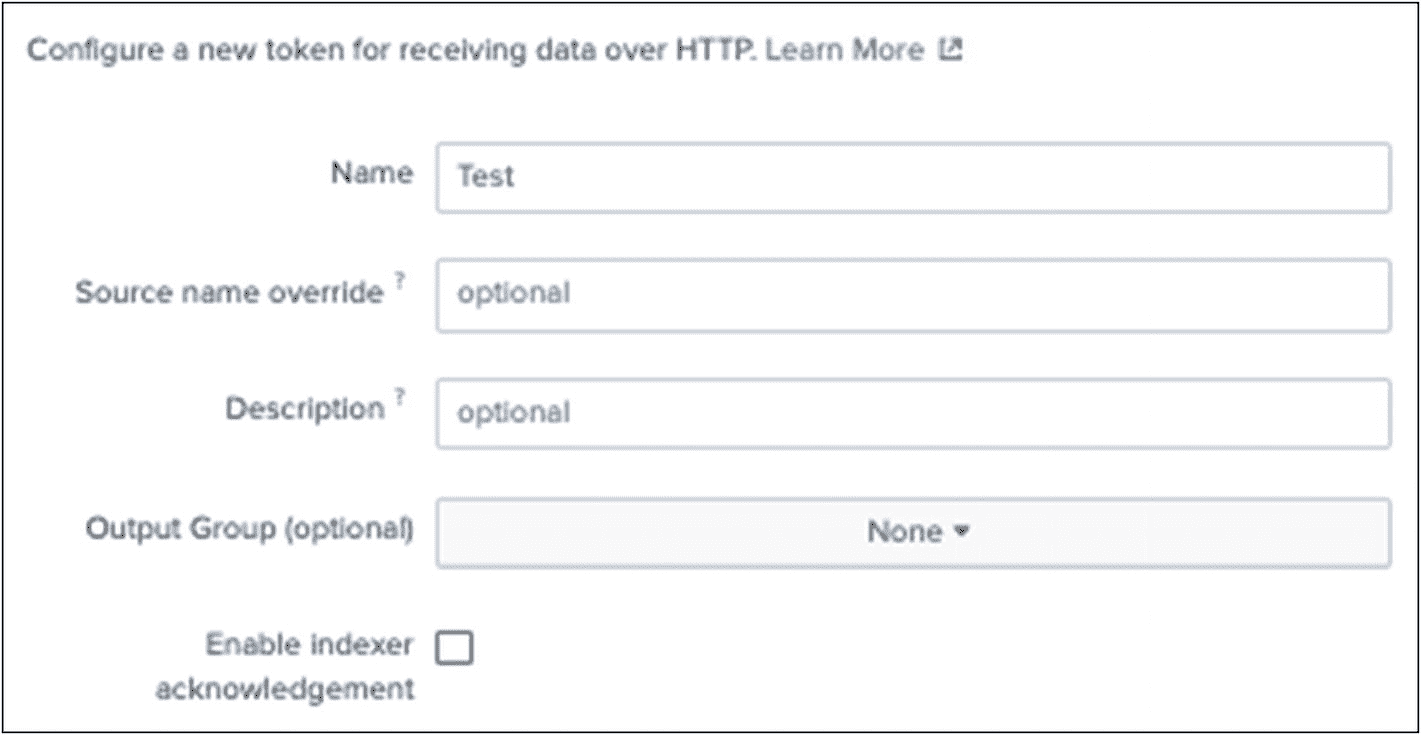 Configure a new token for receiving data over HTTP. Learn More
Name
Test
Source name override ?
optional
Description ?
optional
Output Group (optional)
None
Enable indexer
acknowledgement